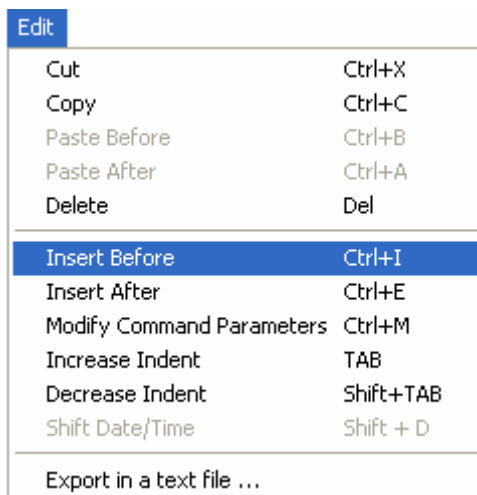 Edit
Cut Ctrl+X
Copy Ctrl+C
Paste Before Ctrl+B
Paste After Ctrl+A
Delete Del
Insert Before Ctrl+I
Insert After Ctrl+E
Modify Command Parameters Ctrl+M
Increase Indent TAB
Decrease Indent Shift+TAB
Shift Date/Time Shift + D
Export in a text file ...